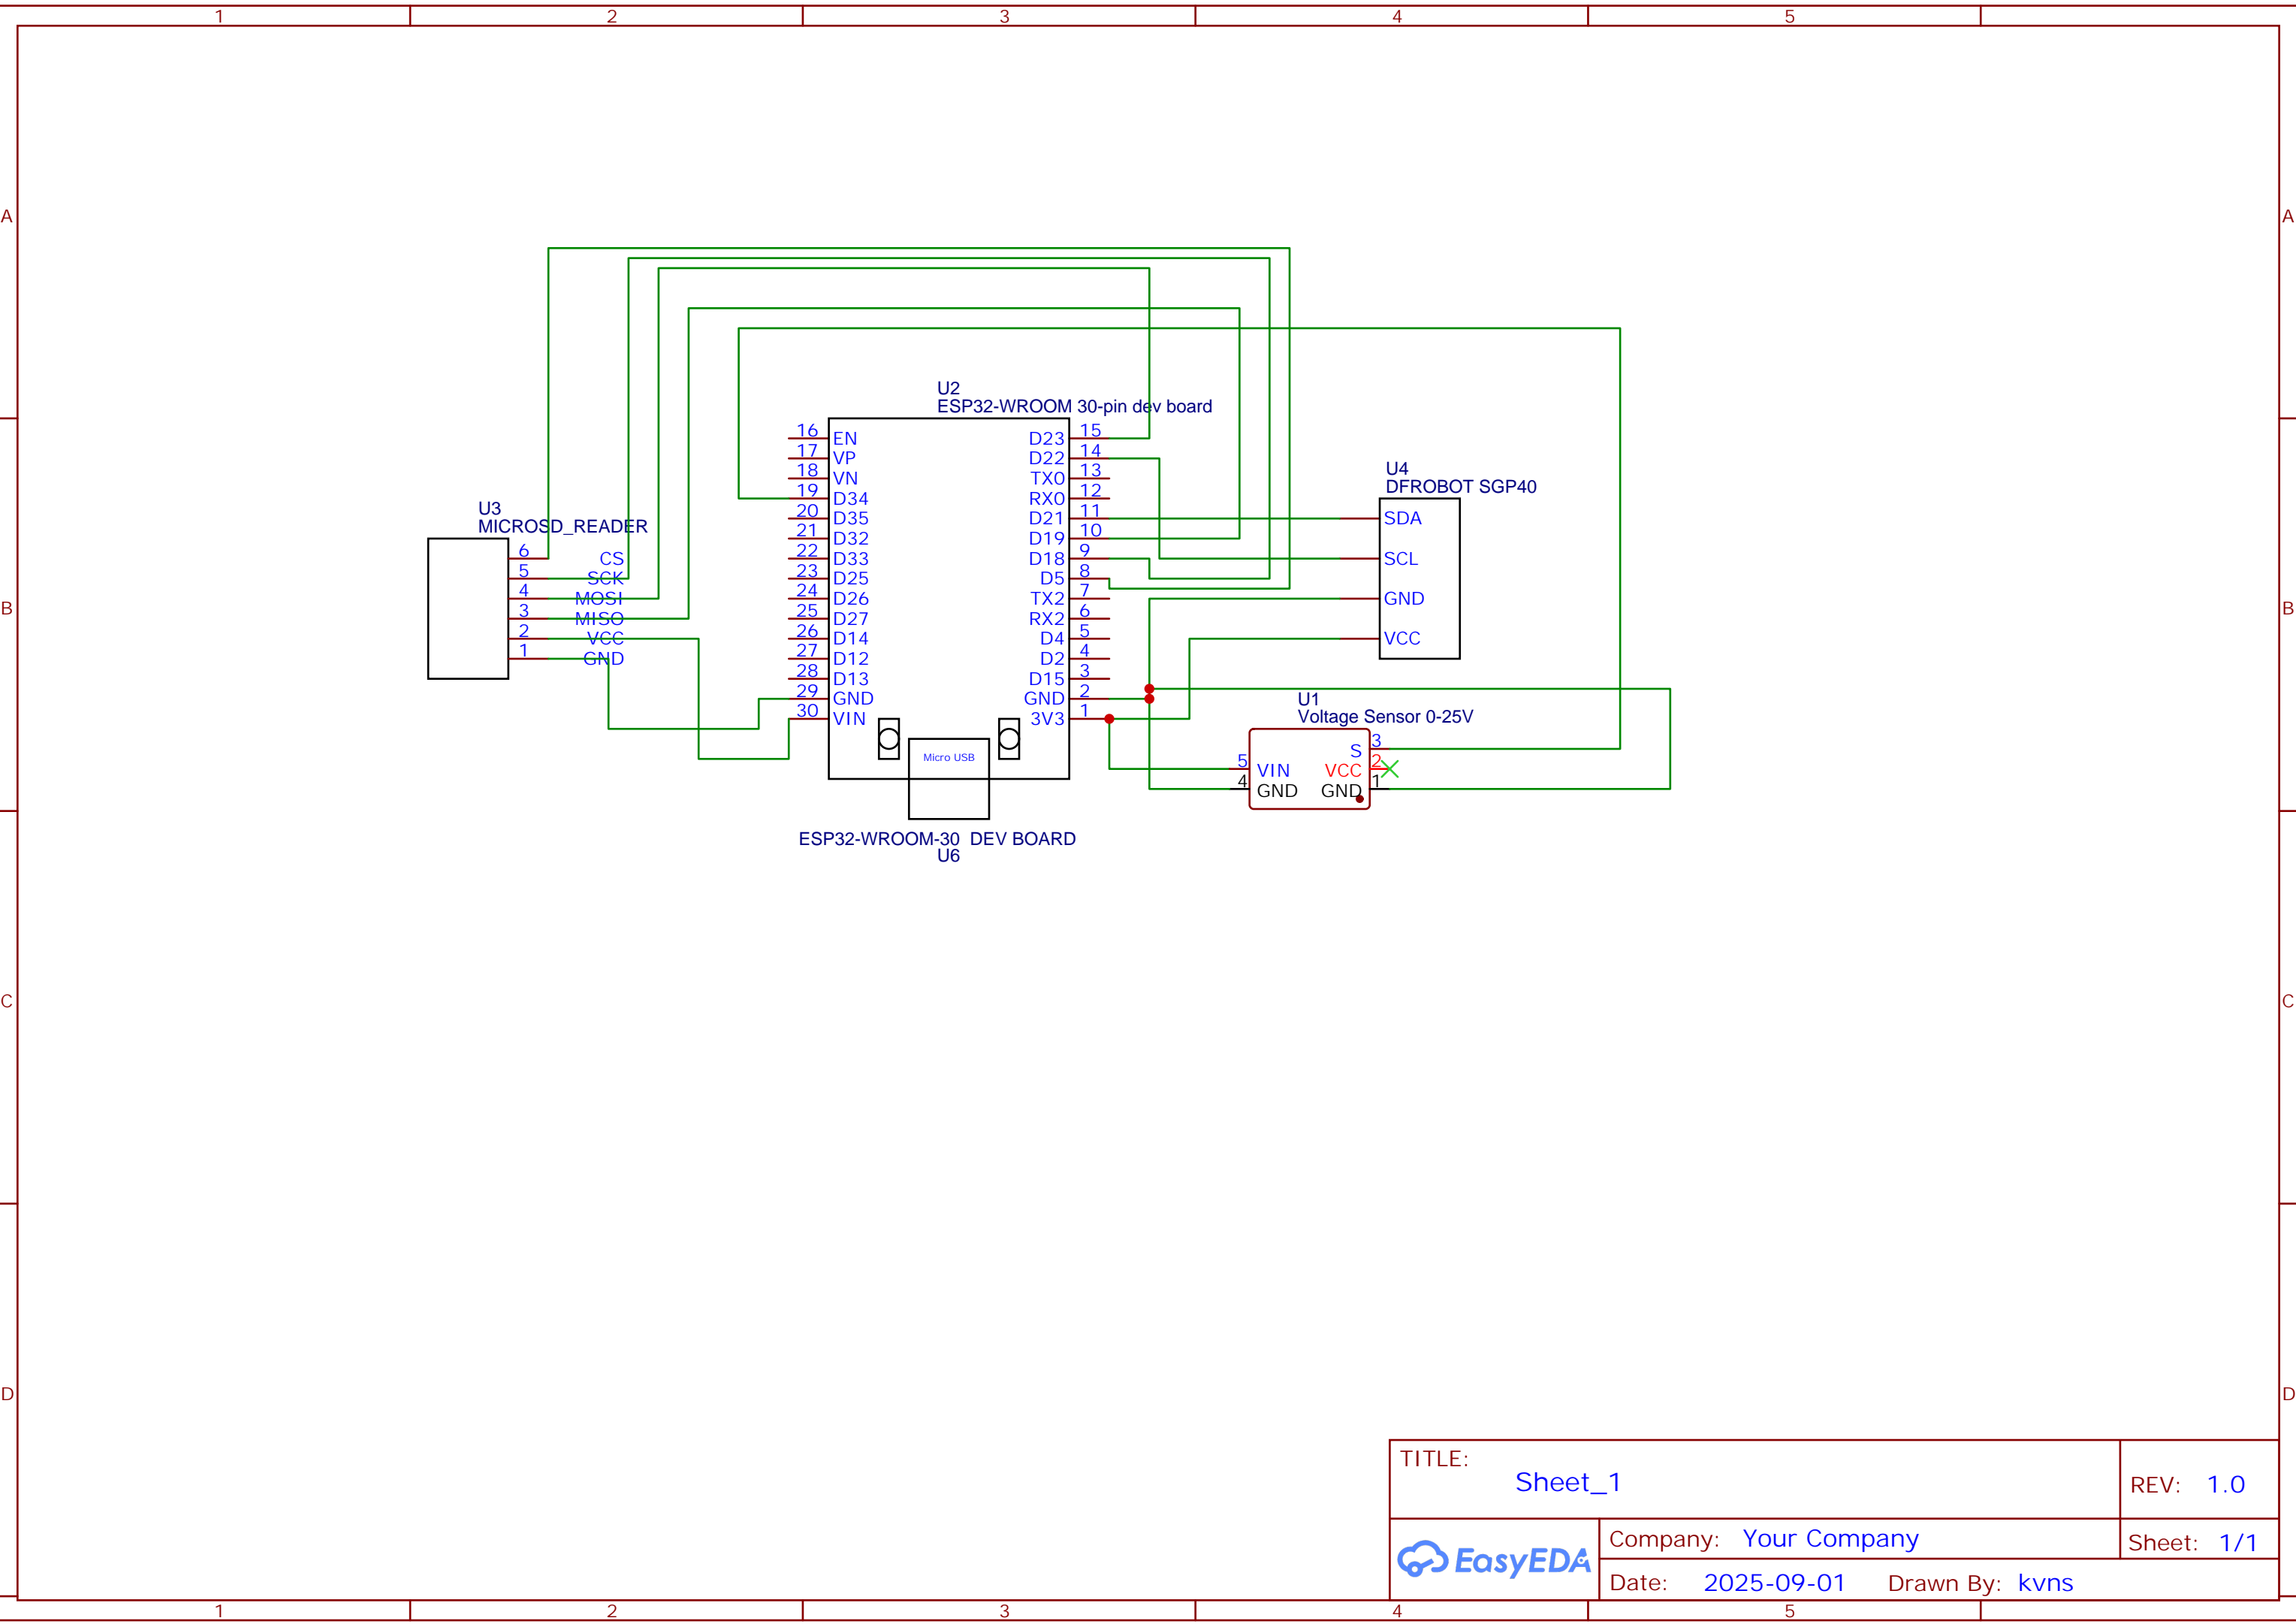 1 2 3 4 5
A A
U2
ESP32-WROOM 30-pin dev board
16 EN D23 15
17 VP D22 14
18 VN TX0 13
19 D34 RX0 12
20 D35 D21 11
21 D32 D19 10
22 D33 D18 9
23 D25 D5 8
24 D26 TX2 7
25 D27 RX2 6
26 D14 D4 5
27 D12 D2 4
28 D13 D15 3
29 GND GND 2
30 VIN 3V3 1
Micro USB
ESP32-WROOM-30 DEV BOARD
U6
U3
MICROSD_READER
6 CS
5 SCK
4 MOSI
3 MISO
2 VCC
1 GND
U4
DFROBOT SGP40
SDA
SCL
GND
VCC
U1
Voltage Sensor 0-25V
S 3
5 VIN VCC 2
4 GND GND 1
B B
C C
D D
TITLE:
Sheet_1
REV: 1.0
EasyEDA
Company: Your Company
Sheet: 1/1
Date: 2025-09-01 Drawn By: kvns
1 2 3 4 5